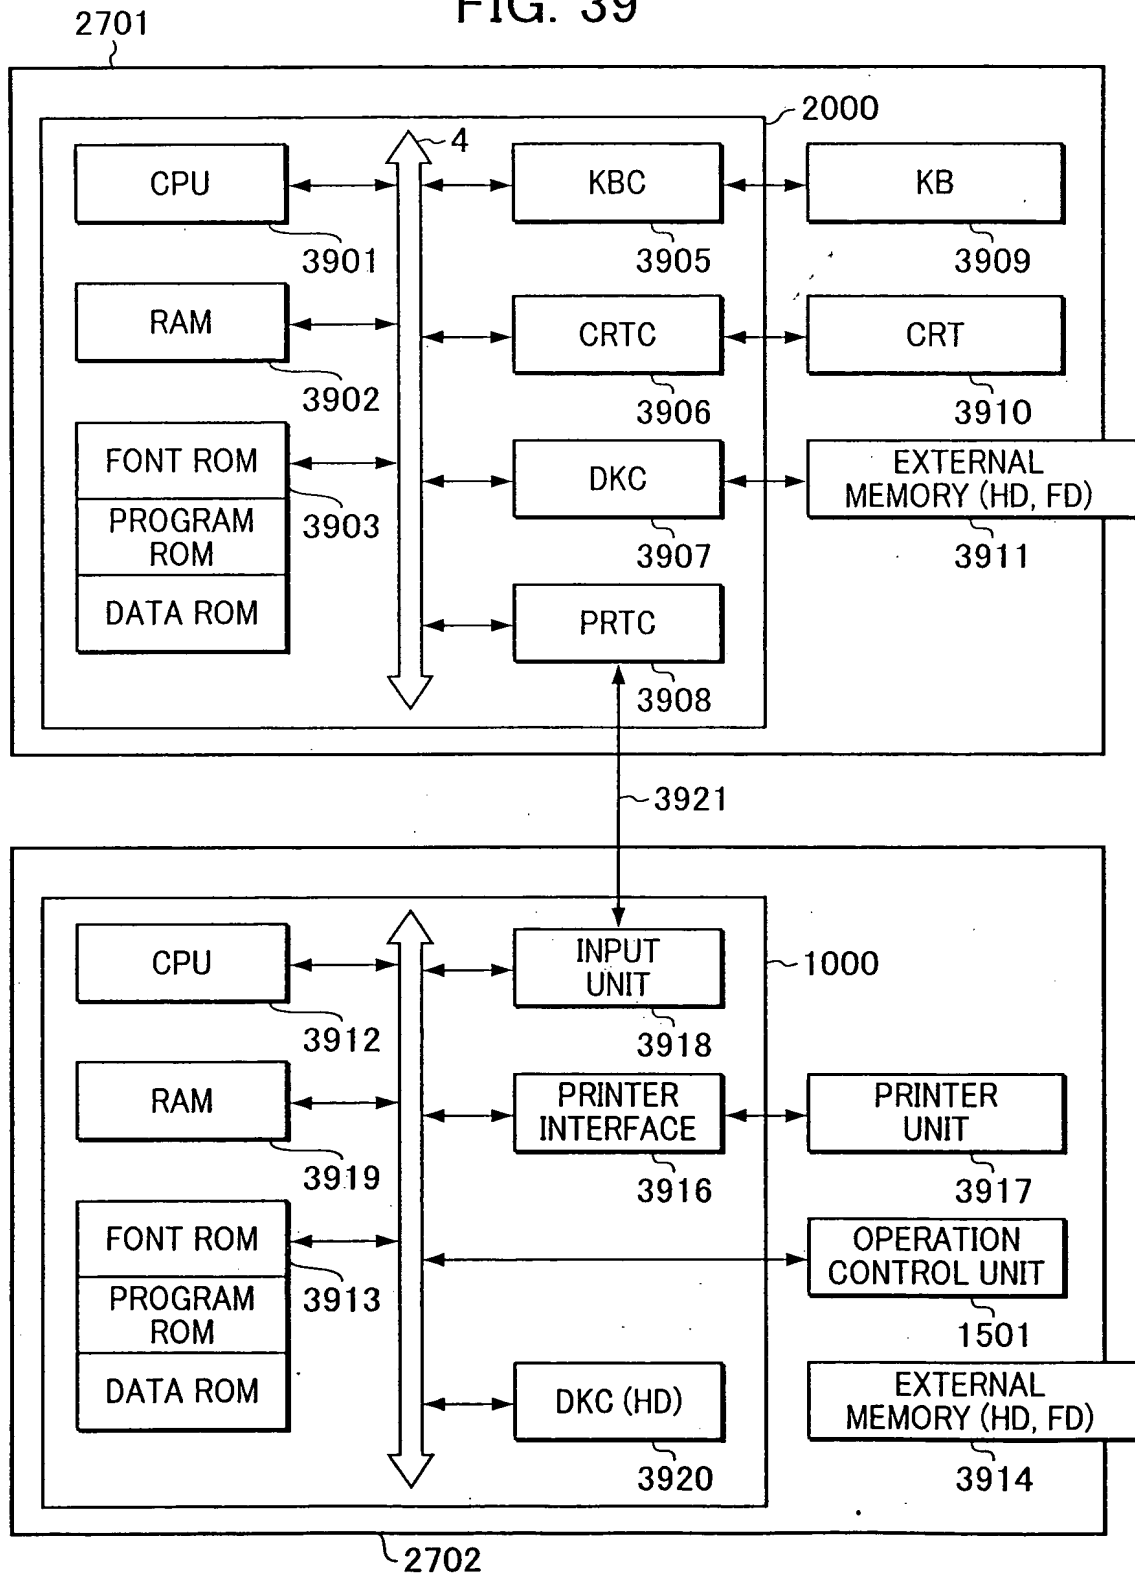 FIG. 39
2701
2000
4
CPU
3901
KBC
3905
KB
3909
RAM
3902
CRTC
3906
CRT
3910
FONT ROM
3903
PROGRAM
ROM
DATA ROM
DKC
3907
EXTERNAL
MEMORY (HD, FD)
3911
PRTC
3908
3921
1000
CPU
3912
INPUT
UNIT
3918
RAM
3919
PRINTER
INTERFACE
3916
PRINTER
UNIT
3917
FONT ROM
3913
PROGRAM
ROM
DATA ROM
OPERATION
CONTROL UNIT
1501
DKC (HD)
3920
EXTERNAL
MEMORY (HD, FD)
3914
2702